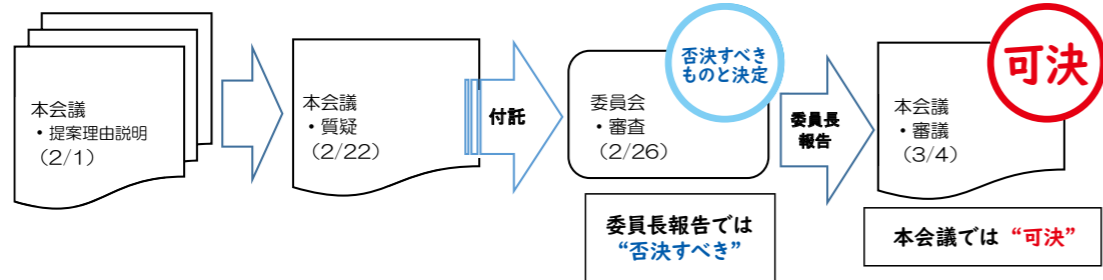 本会議
・提案理由説明
（2/1）
本会議
・質疑
（2/22）
付託
委員会
・審査
（2/26）
否決すべき
ものと決定
委員長報告では
“否決すべき”
委員長
報告
本会議
・審議
（3/4）
可決
本会議では “可決”